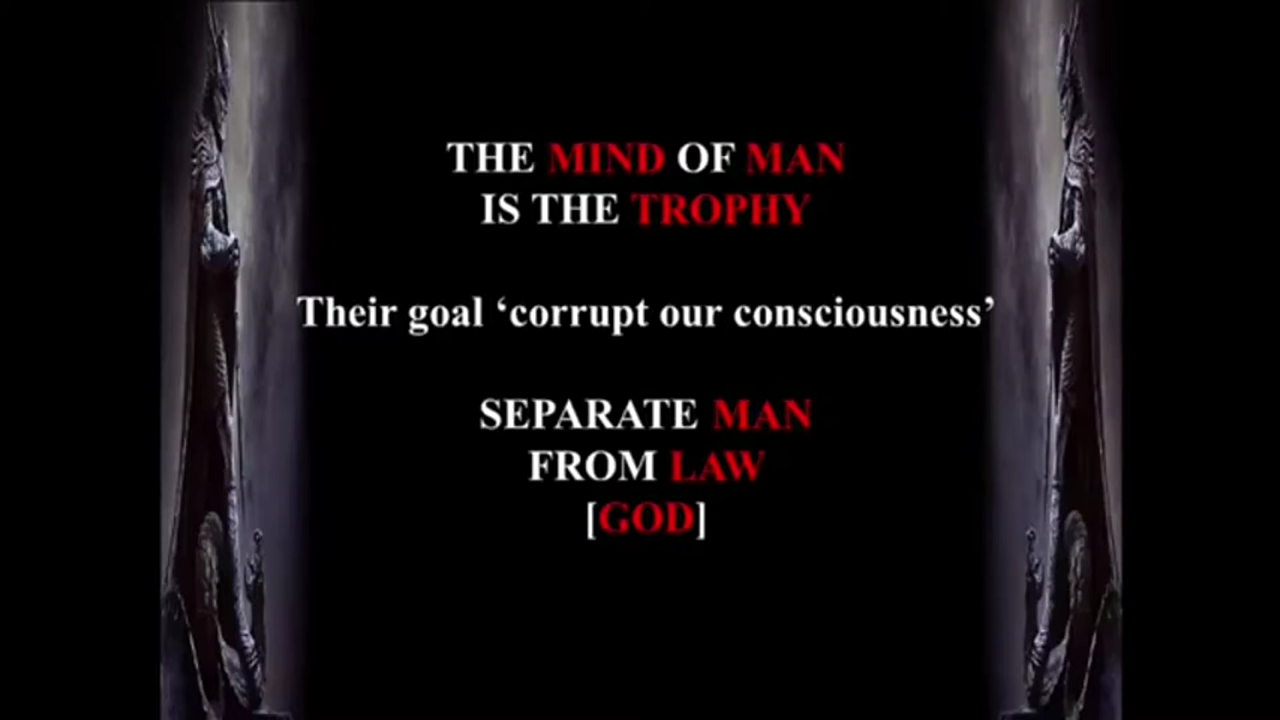 THE MIND OF MAN
IS THE TROPHY
Their goal ‘corrupt our consciousness’
SEPARATE MAN
FROM LAW
[GOD]